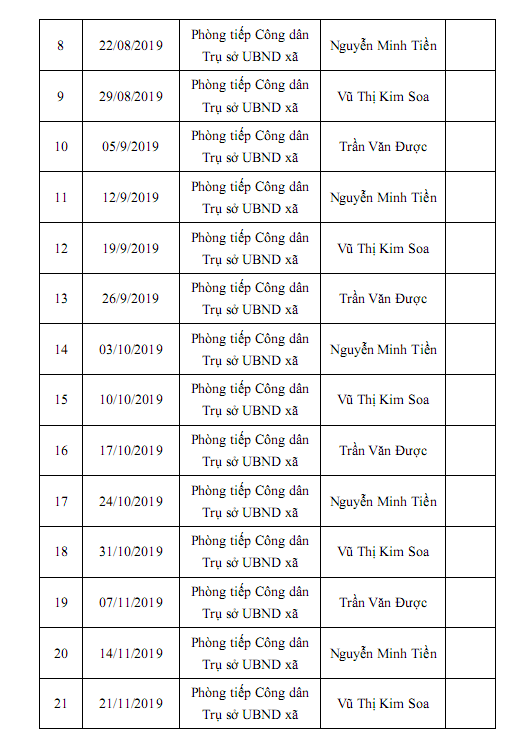 8 22/08/2019 Phòng tiếp Công dân Trụ sở UBND xã Nguyễn Minh Tiền
9 29/08/2019 Phòng tiếp Công dân Trụ sở UBND xã Vũ Thị Kim Soa
10 05/9/2019 Phòng tiếp Công dân Trụ sở UBND xã Trần Văn Được
11 12/9/2019 Phòng tiếp Công dân Trụ sở UBND xã Nguyễn Minh Tiền
12 19/9/2019 Phòng tiếp Công dân Trụ sở UBND xã Vũ Thị Kim Soa
13 26/9/2019 Phòng tiếp Công dân Trụ sở UBND xã Trần Văn Được
14 03/10/2019 Phòng tiếp Công dân Trụ sở UBND xã Nguyễn Minh Tiền
15 10/10/2019 Phòng tiếp Công dân Trụ sở UBND xã Vũ Thị Kim Soa
16 17/10/2019 Phòng tiếp Công dân Trụ sở UBND xã Trần Văn Được
17 24/10/2019 Phòng tiếp Công dân Trụ sở UBND xã Nguyễn Minh Tiền
18 31/10/2019 Phòng tiếp Công dân Trụ sở UBND xã Vũ Thị Kim Soa
19 07/11/2019 Phòng tiếp Công dân Trụ sở UBND xã Trần Văn Được
20 14/11/2019 Phòng tiếp Công dân Trụ sở UBND xã Nguyễn Minh Tiền
21 21/11/2019 Phòng tiếp Công dân Trụ sở UBND xã Vũ Thị Kim Soa